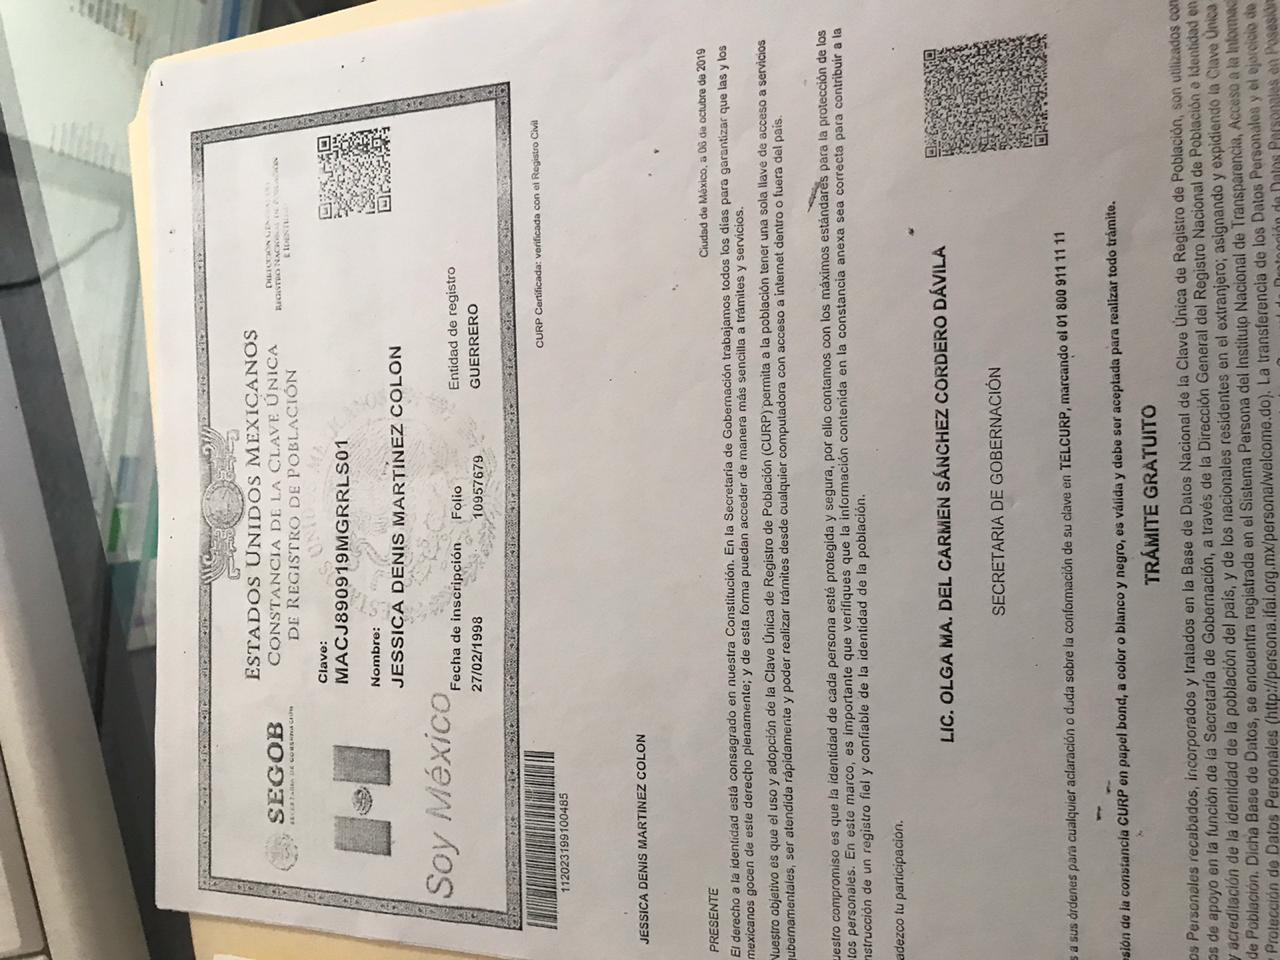 SEGOB
SECRETARÍA DE GOBERNACIÓN
ESTADOS UNIDOS MEXICANOS
CONSTANCIA DE LA CLAVE ÚNICA
DE REGISTRO DE POBLACIÓN
DIRECCIÓN GENERAL
REGISTRO NACIONAL DE POBLACIÓN
E IDENTIDAD
Soy México
Clave:
MACJ890919MGRRLS01
Nombre:
JESSICA DENIS MARTINEZ COLON
Fecha de inscripción Folio Entidad de registro
27/02/1998 10957679 GUERRERO
112023199100485
CURP Certificada: verificada con el Registro Civil
JESSICA DENIS MARTINEZ COLON
Ciudad de México, a 06 de octubre de 2019
PRESENTE
El derecho a la identidad está consagrado en nuestra Constitución. En la Secretaría de Gobernación trabajamos todos los días para garantizar que las y los
mexicanos gocen de este derecho plenamente; y de esta forma puedan acceder de manera más sencilla a trámites y servicios.
Nuestro objetivo es que el uso y adopción de la Clave Única de Registro de Población (CURP) permita a la población tener una sola llave de acceso a servicios
gubernamentales, ser atendida rápidamente y poder realizar trámites desde cualquier computadora con acceso a internet dentro o fuera del país.
uestro compromiso es que la identidad de cada persona esté protegida y segura, por ello contamos con los máximos estándares para la protección de los
tos personales. En este marco, es importante que verifiques que la información contenida en la constancia anexa sea correcta para contribuir a la
nstrucción de un registro fiel y confiable de la identidad de la población.
adezco tu participación.
LIC. OLGA MA. DEL CARMEN SÁNCHEZ CORDERO DÁVILA
SECRETARIA DE GOBERNACIÓN
s a sus órdenes para cualquier aclaración o duda sobre la conformación de su clave en TELCURP, marcando el 01 800 911 11 11
esión de la constancia CURP en papel bond, a color o blanco y negro, es válida y debe ser aceptada para realizar todo trámite.
TRÁMITE GRATUITO
os Personales recabados, incorporados y tratados en la Base de Datos Nacional de la Clave Única de Registro de Población, son utilizados con
os de apoyo en la función de la Secretaría de Gobernación, a través de la Dirección General del Registro Nacional de Población e Identidad en
y acreditación de la identidad de la población del país, y de los nacionales residentes en el extranjero; asignando y expidiendo la Clave Única
de Población. Dicha Base de Datos, se encuentra registrada en el Sistema Persona del Instituto Nacional de Transparencia, Acceso a la Informac
Protección de Datos Personales (http://persona.ifai.org.mx/persona/welcome.do). La transferencia de los Datos Personales y el ejercicio de
Protección de Datos Personales en Posesión